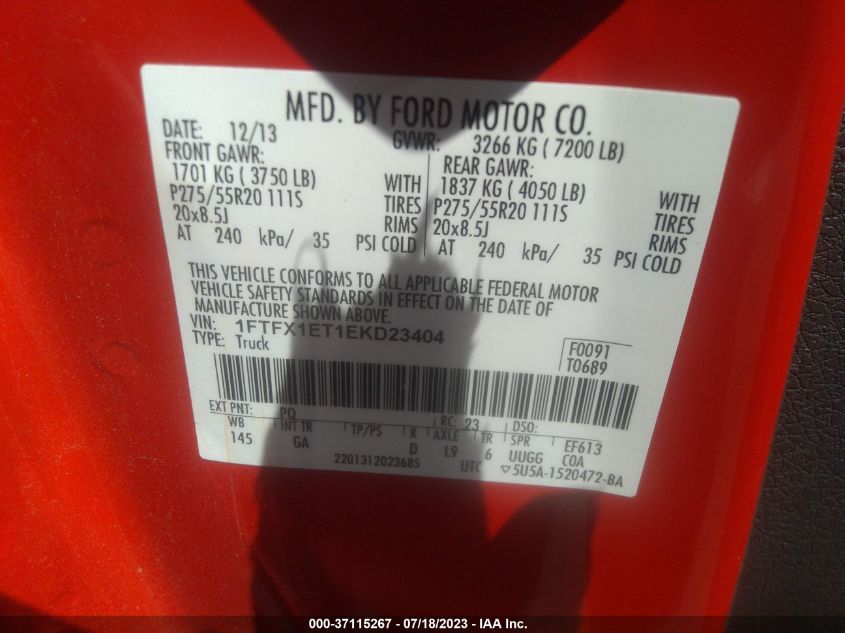 MFD. BY FORD MOTOR CO.
DATE: 12/13 GVWR: 3266 KG ( 7200 LB)
FRONT GAWR: REAR GAWR:
1701 KG ( 3750 LB) WITH 1837 KG ( 4050 LB) WITH
P275/55R20 111S TIRES P275/55R20 111S TIRES
20x8.5J RIMS 20x8.5J RIMS
AT 240 kPa/ 35 PSI COLD AT 240 kPa/ 35 PSI COLD
THIS VEHICLE CONFORMS TO ALL APPLICABLE FEDERAL MOTOR
VEHICLE SAFETY STANDARDS IN EFFECT ON THE DATE OF
MANUFACTURE SHOWN ABOVE.
VIN: 1FTFX1ET1EKD23404
TYPE: Truck
F0091
T0689
EXT PNT: PQ RC: 23 DSO:
WB INT TR TP/PS R AXLE TR SPR EF613
145 GA D L9 6 UUGG COA
2201312023685 UTC ▽5U5A-1520472-BA
000-37115267 - 07/18/2023 - IAA Inc.